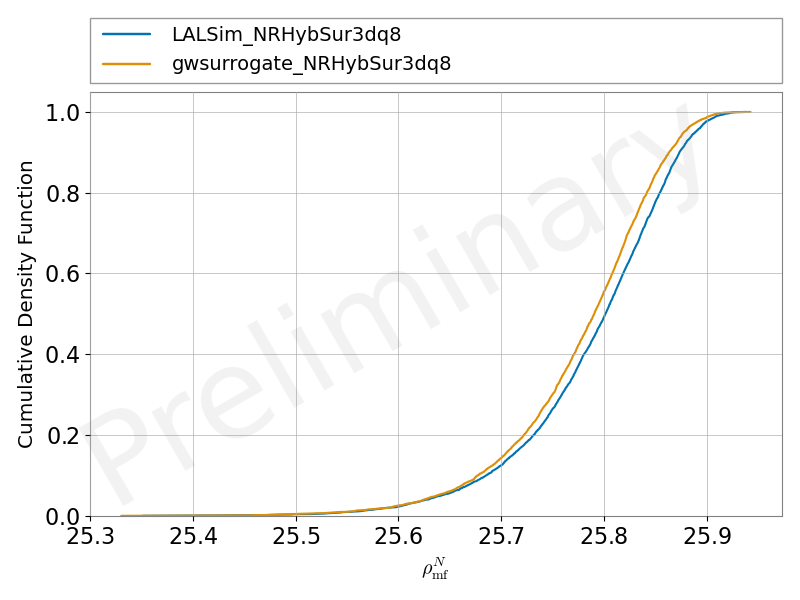 LALSim_NRHybSur3dq8
gwsurrogate_NRHybSur3dq8
Preliminary
Cumulative Density Function
1.0
0.8
0.6
0.4
0.2
0.0
25.3 25.4 25.5 25.6 25.7 25.8 25.9
ρ_mf^N